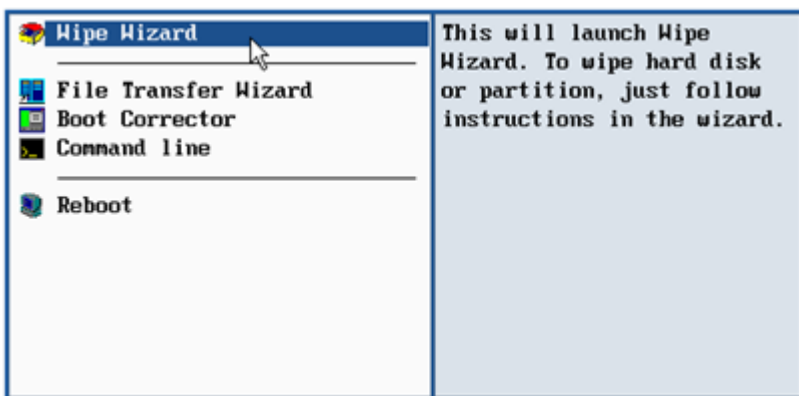 Wipe Wizard
File Transfer Wizard
Boot Corrector
Command line
Reboot
This will launch Wipe
Wizard. To wipe hard disk
or partition, just follow
instructions in the wizard.